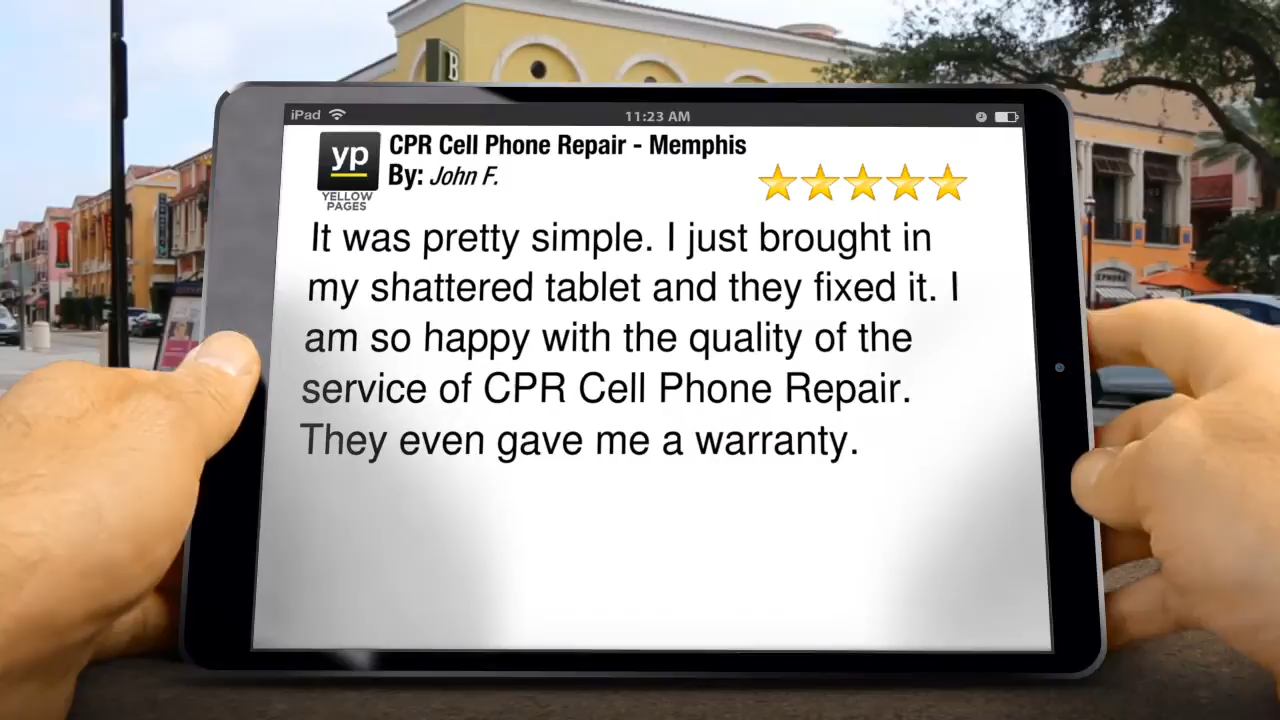 iPad
11:23 AM
yp
YELLOW
PAGES
CPR Cell Phone Repair - Memphis
By: John F.
It was pretty simple. I just brought in
my shattered tablet and they fixed it. I
am so happy with the quality of the
service of CPR Cell Phone Repair.
They even gave me a warranty.
B